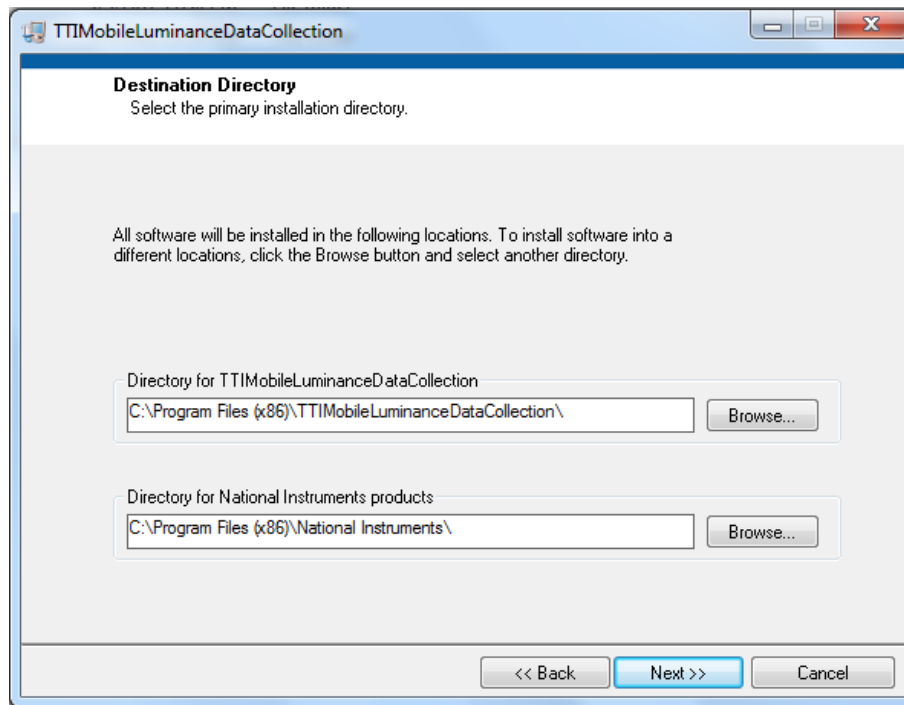 TTIMobileLuminanceDataCollection
Destination Directory
Select the primary installation directory.
All software will be installed in the following locations. To install software into a
different locations, click the Browse button and select another directory.
Directory for TTIMobileLuminanceDataCollection
C:\Program Files (x86)\TTIMobileLuminanceDataCollection\
Browse...
Directory for National Instruments products
C:\Program Files (x86)\National Instruments\
Browse...
<< Back
Next >>
Cancel